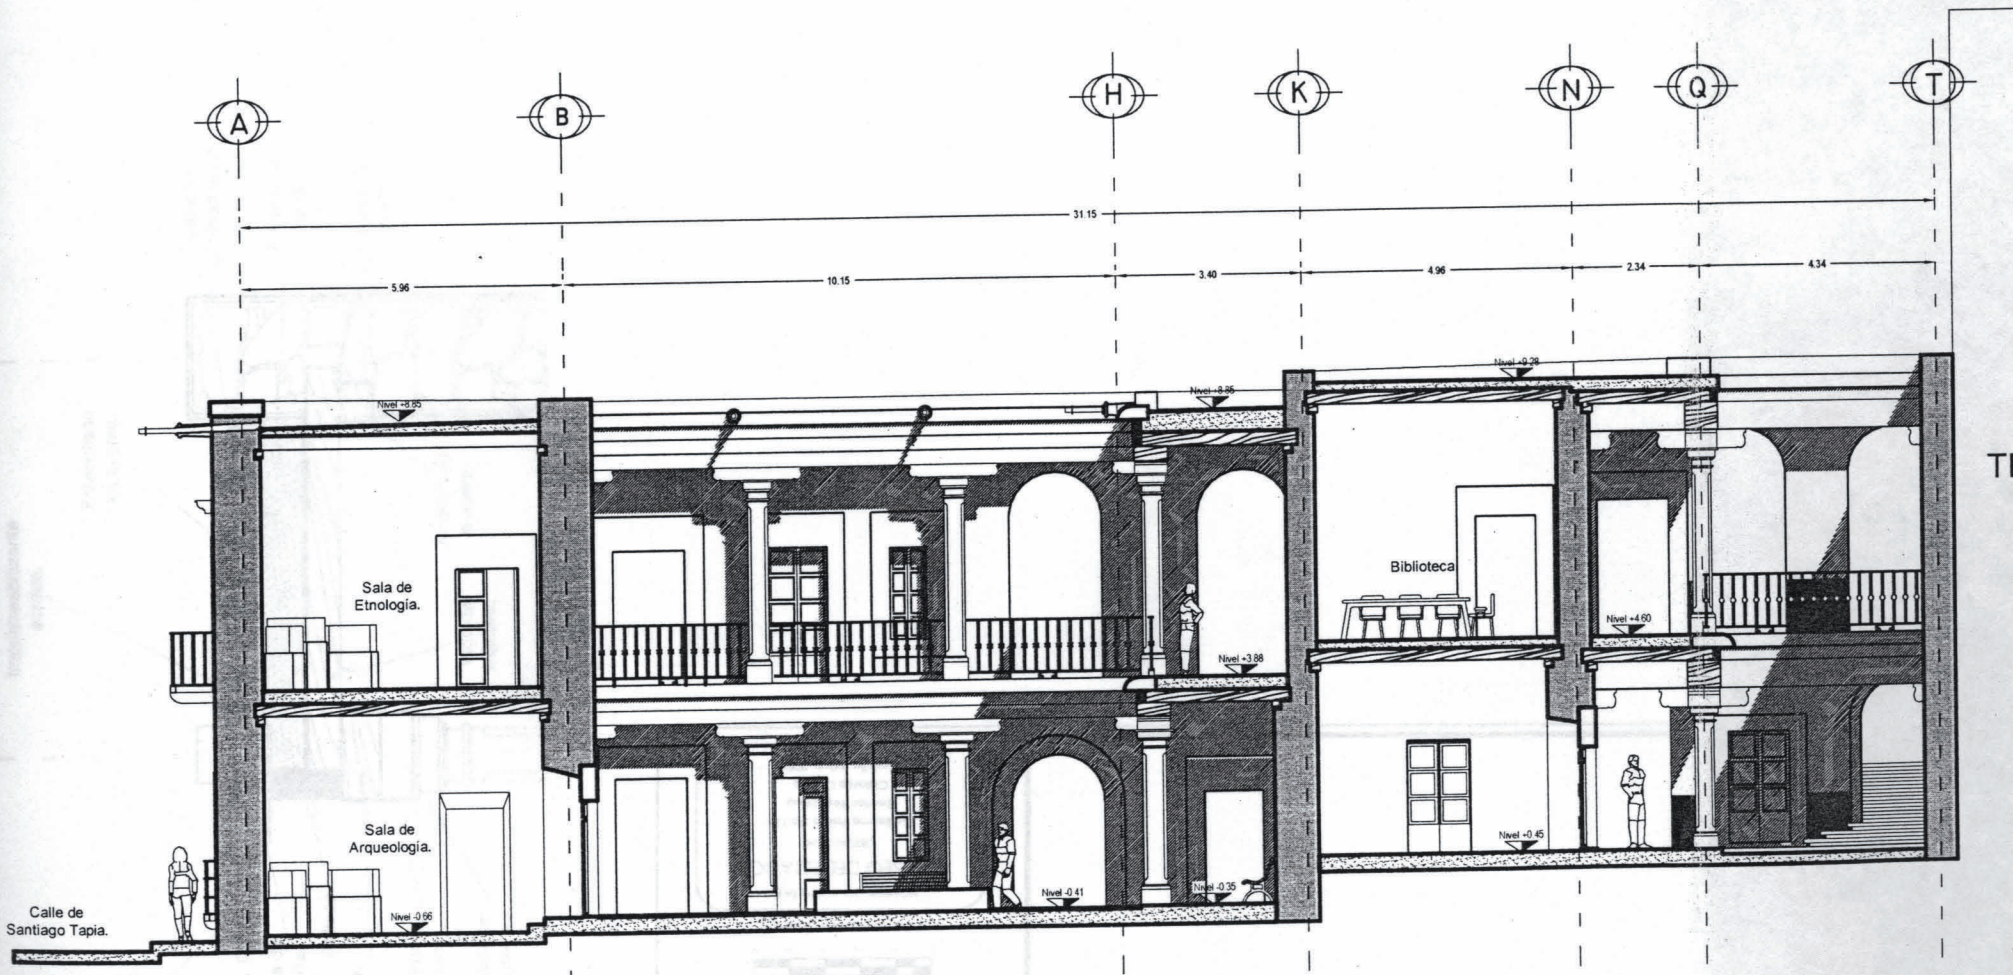 A
B
H
K
N
Q
T
31.15
5.96
10.15
3.40
4.96
2.34
4.34
Nivel +8.85
Nivel +8.85
Nivel +9.28
Sala de
Etnología.
Biblioteca
Nivel +4.60
Nivel +3.88
Sala de
Arqueología.
Nivel +0.45
Nivel -0.41
Nivel -0.35
Nivel -0.66
Calle de
Santiago Tapia.